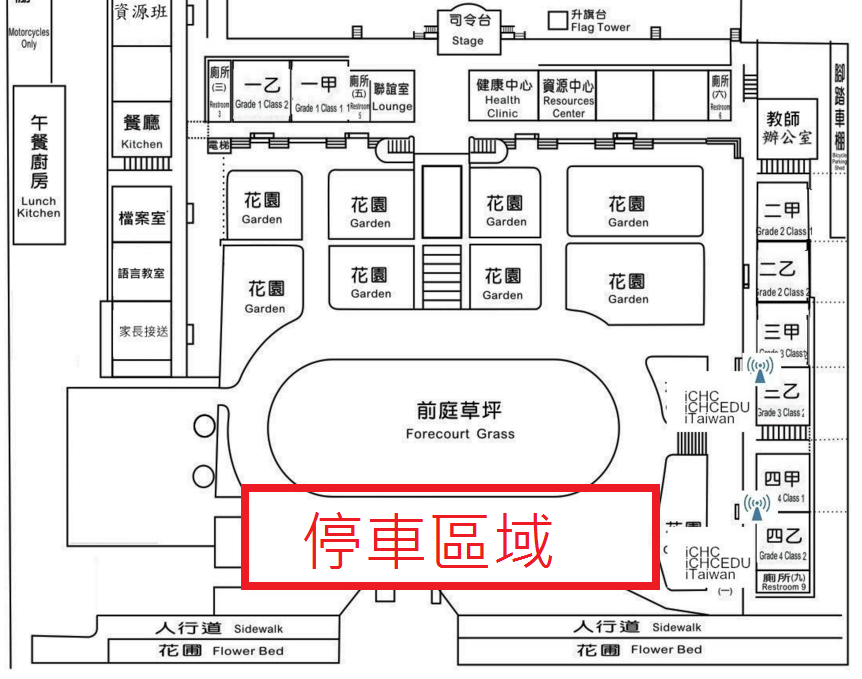 資源班
司令台
Stage
升旗台
Flag Tower
Motorcycles
Only
午餐廚房
Lunch
Kitchen
餐廳
Kitchen
廁所
(三)
Restroom
3
一乙
Grade 1 Class 2
一甲
Grade 1 Class 1
廁所
(五)
Restroom
5
聯誼室
Lounge
健康中心
Health
Clinic
資源中心
Resources
Center
廁所
(六)
Restroom
6
教師
辦公室
腳踏車棚
Bicycle
Parking
Shed
電梯
檔案室
語言教室
家長接送
花園
Garden
花園
Garden
花園
Garden
花園
Garden
花園
Garden
花園
Garden
花園
Garden
花園
Garden
二甲
Grade 2 Class 1
二乙
Grade 2 Class 2
三甲
3 Class
三乙
Grade 3 Class 2
iCHC
iCHCEDU
iTaiwan
前庭草坪
Forecourt Grass
四甲
4 Class 1
四乙
Grade 4 Class 2
停車區域
iCHC
iCHCEDU
iTaiwan
(一)
廁所(九)
Restroom 9
人行道 Sidewalk
花圃 Flower Bed
人行道 Sidewalk
花圃 Flower Bed